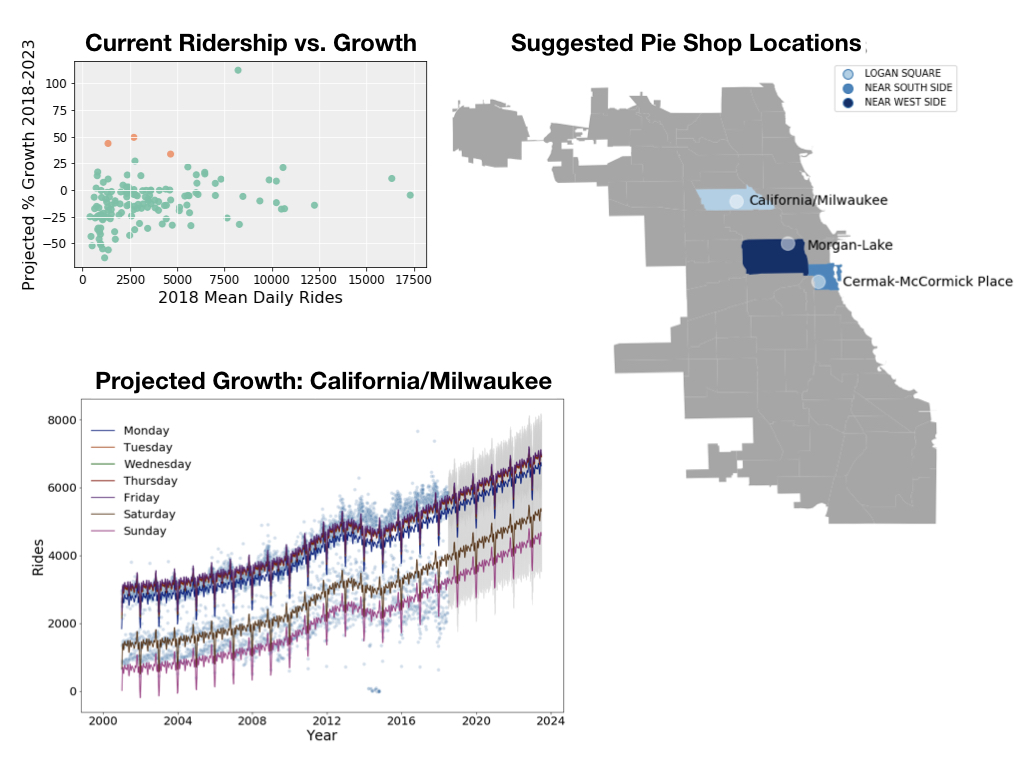 Current Ridership vs. Growth
Projected % Growth 2018-2023
100
75
50
25
0
−25
−50
0 2500 5000 7500 10000 12500 15000 17500
2018 Mean Daily Rides
Suggested Pie Shop Locations
LOGAN SQUARE
NEAR SOUTH SIDE
NEAR WEST SIDE
California/Milwaukee
Morgan-Lake
Cermak-McCormick Place
Projected Growth: California/Milwaukee
Rides
8000
6000
4000
2000
0
Monday
Tuesday
Wednesday
Thursday
Friday
Saturday
Sunday
2000 2004 2008 2012 2016 2020 2024
Year